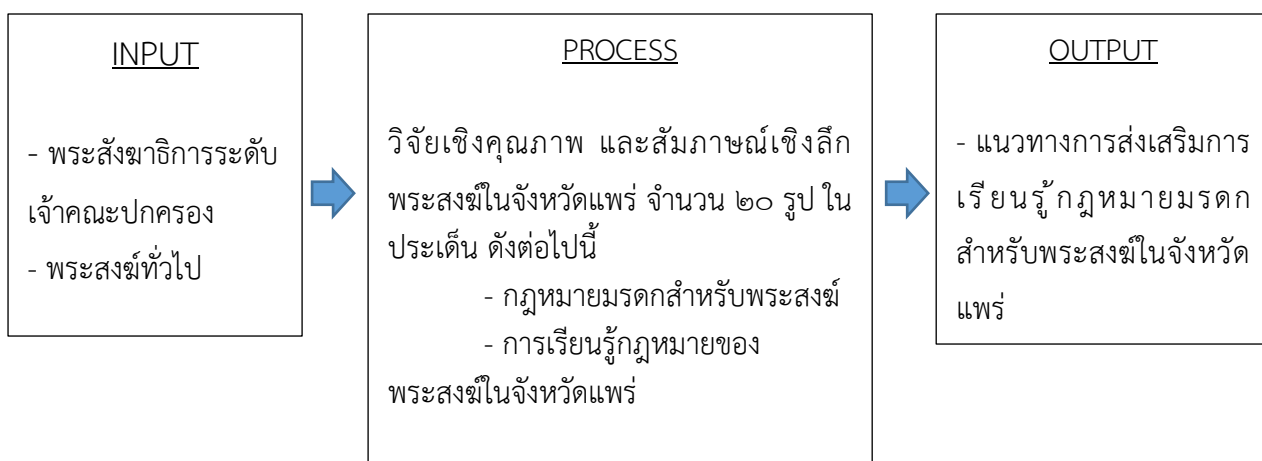 INPUT
- พระสังฆาธิการระดับ
เจ้าคณะปกครอง
- พระสงฆ์ทั่วไป
PROCESS
วิจัยเชิงคุณภาพ และสัมภาษณ์เชิงลึก
พระสงฆ์ในจังหวัดแพร่ จำนวน ๒๐ รูป ใน
ประเด็น ดังต่อไปนี้
- กฎหมายมรดกสำหรับพระสงฆ์
- การเรียนรู้กฎหมายของ
พระสงฆ์ในจังหวัดแพร่
OUTPUT
- แนวทางการส่งเสริมการ
เรียนรู้กฎหมายมรดก
สำหรับพระสงฆ์ในจังหวัด
แพร่